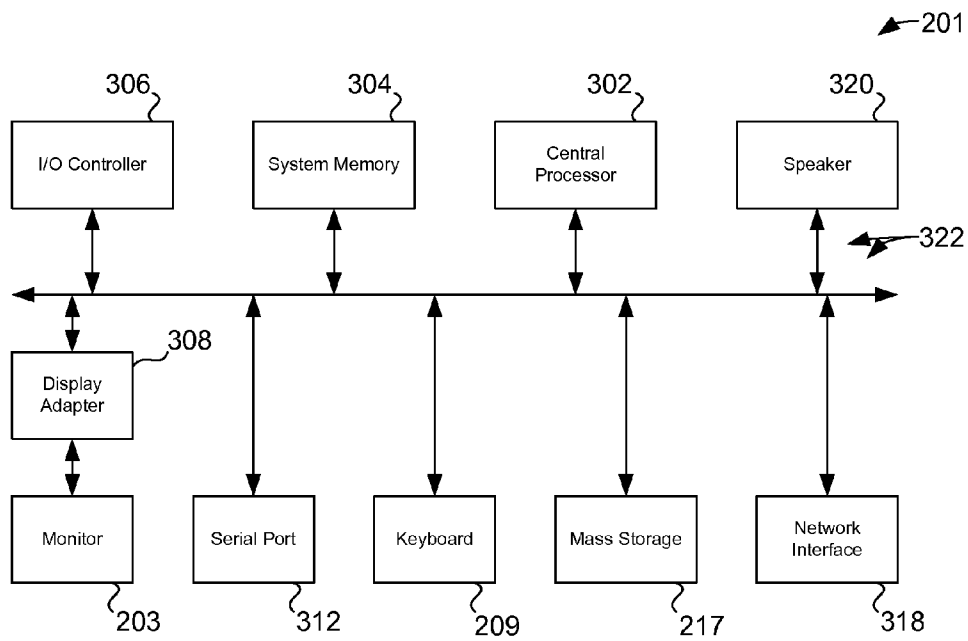 201
306
304
302
320
I/O Controller
System Memory
Central
Processor
Speaker
322
308
Display
Adapter
Monitor
Serial Port
Keyboard
Mass Storage
Network
Interface
203
312
209
217
318